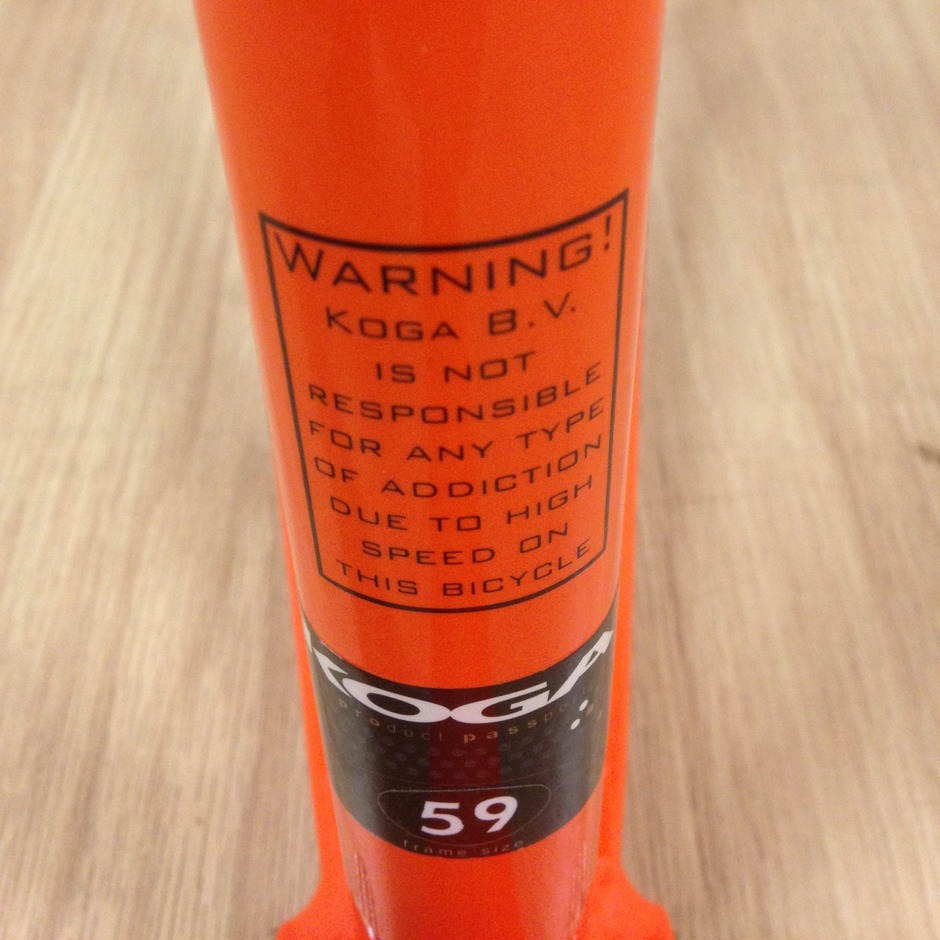 WARNING!
KOGA B.V.
IS NOT
RESPONSIBLE
FOR ANY TYPE
OF ADDICTION
DUE TO HIGH
SPEED ON
THIS BICYCLE
KOGA
product passpo
59
frame size